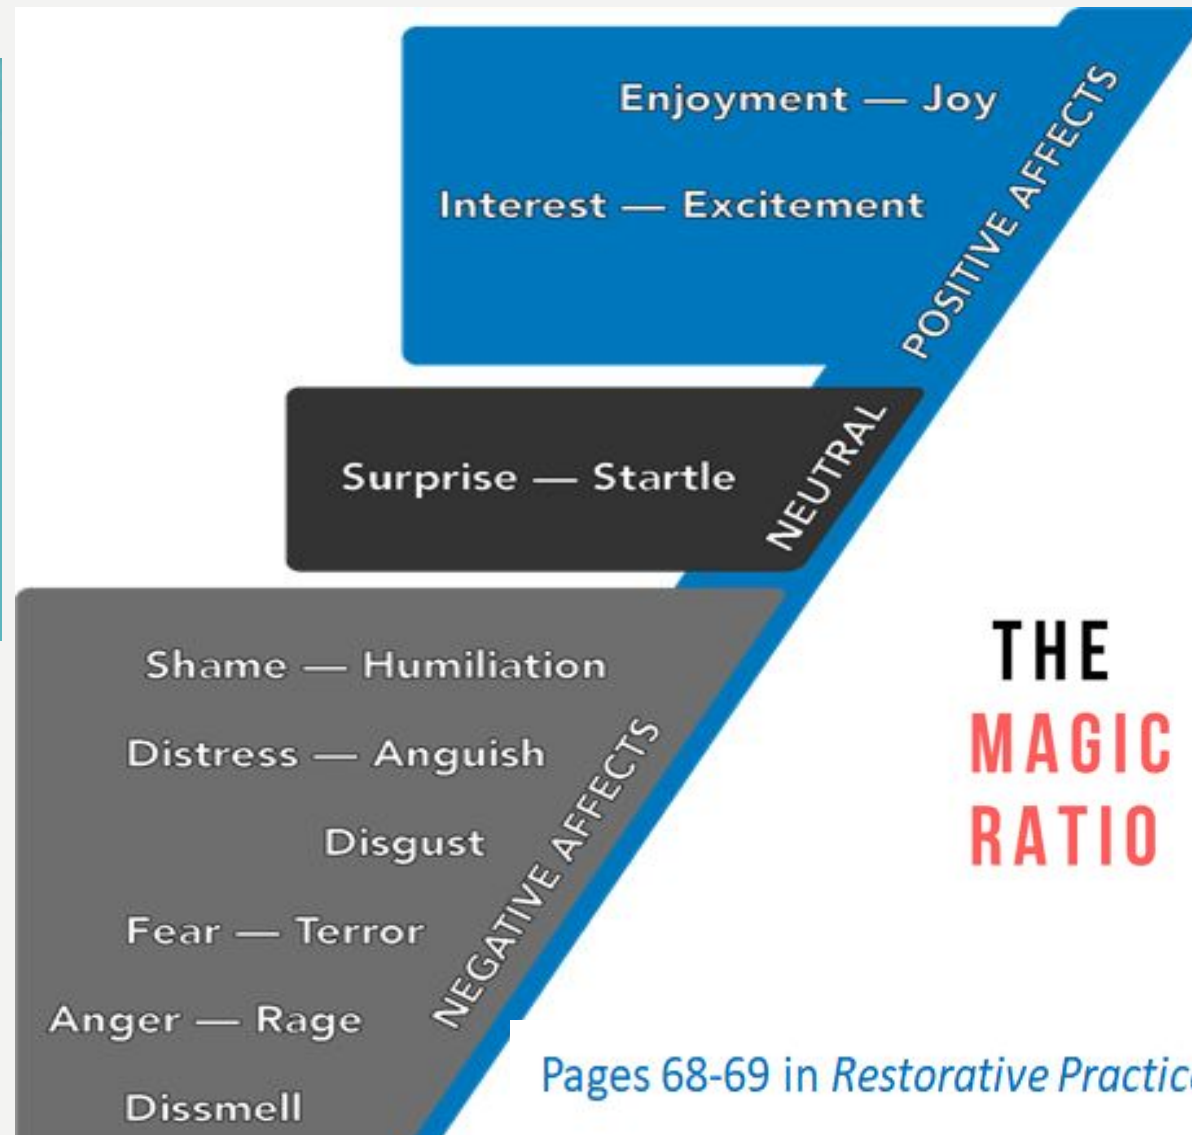 Enjoyment — Joy
Interest — Excitement
POSITIVE AFFECTS
Surprise — Startle
NEUTRAL
Shame — Humiliation
Distress — Anguish
Disgust
Fear — Terror
Anger — Rage
Dissmell
NEGATIVE AFFECTS
THE
MAGIC
RATIO
Pages 68-69 in Restorative